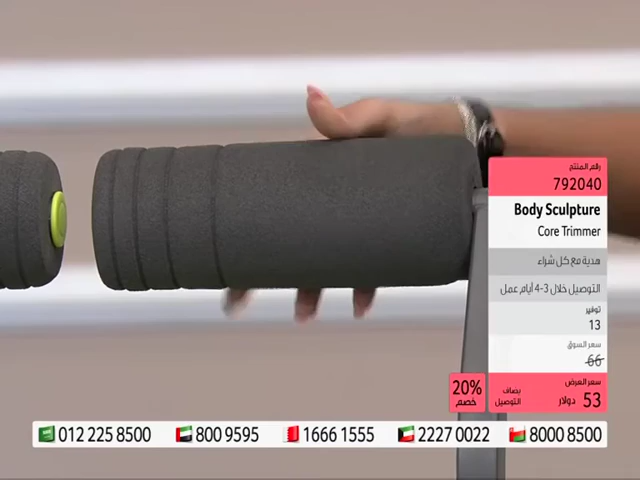 رقم المنتج
792040
Body Sculpture
Core Trimmer
هدية مع كل شراء
التوصيل خلال 4-3 أيام عمل
توفير
13
سعر السوق
66
سعر العرض
53 دولار
يضاف التوصيل
20%
خصم
012 225 8500
800 9595
1666 1555
2227 0022
8000 8500